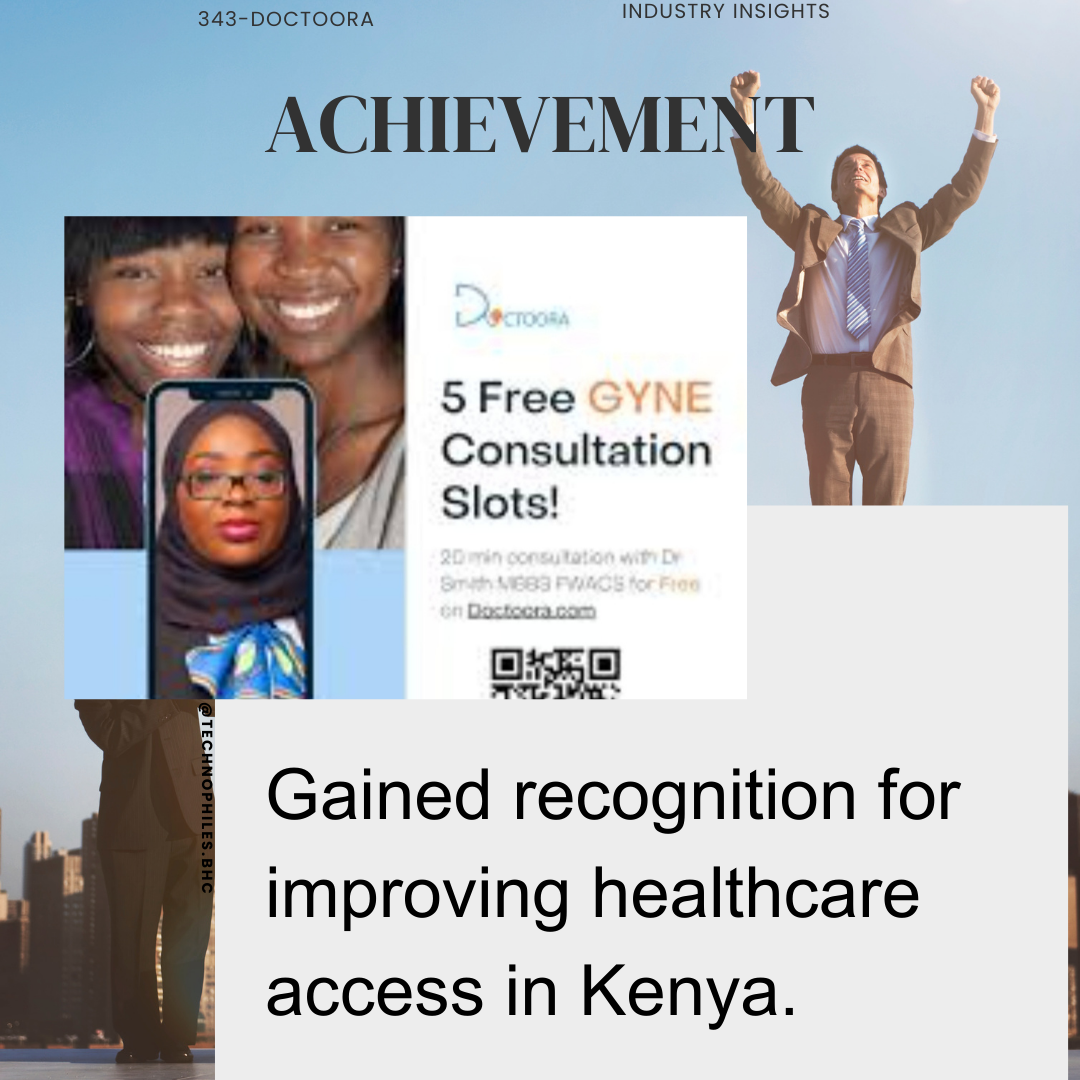 343-DOCTOORA
INDUSTRY INSIGHTS
ACHIEVEMENT
DOCTOORA
5 Free GYNE
Consultation
Slots!
20 min consultation with Dr
Smith MBBS FWACS for Free
on Doctoora.com
@TECHNOPHILES.BHC
Gained recognition for
improving healthcare
access in Kenya.